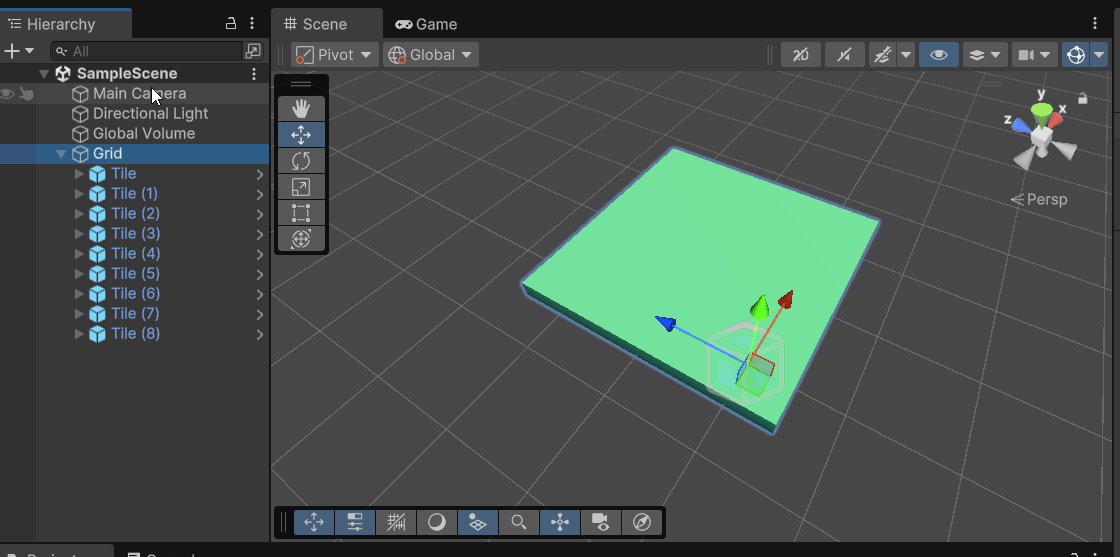 Hierarchy
Scene
Game
All
Pivot
Global
2D
SampleScene
Main Camera
Directional Light
Global Volume
Grid
Tile
Tile (1)
Tile (2)
Tile (3)
Tile (4)
Tile (5)
Tile (6)
Tile (7)
Tile (8)
y
x
z
Persp